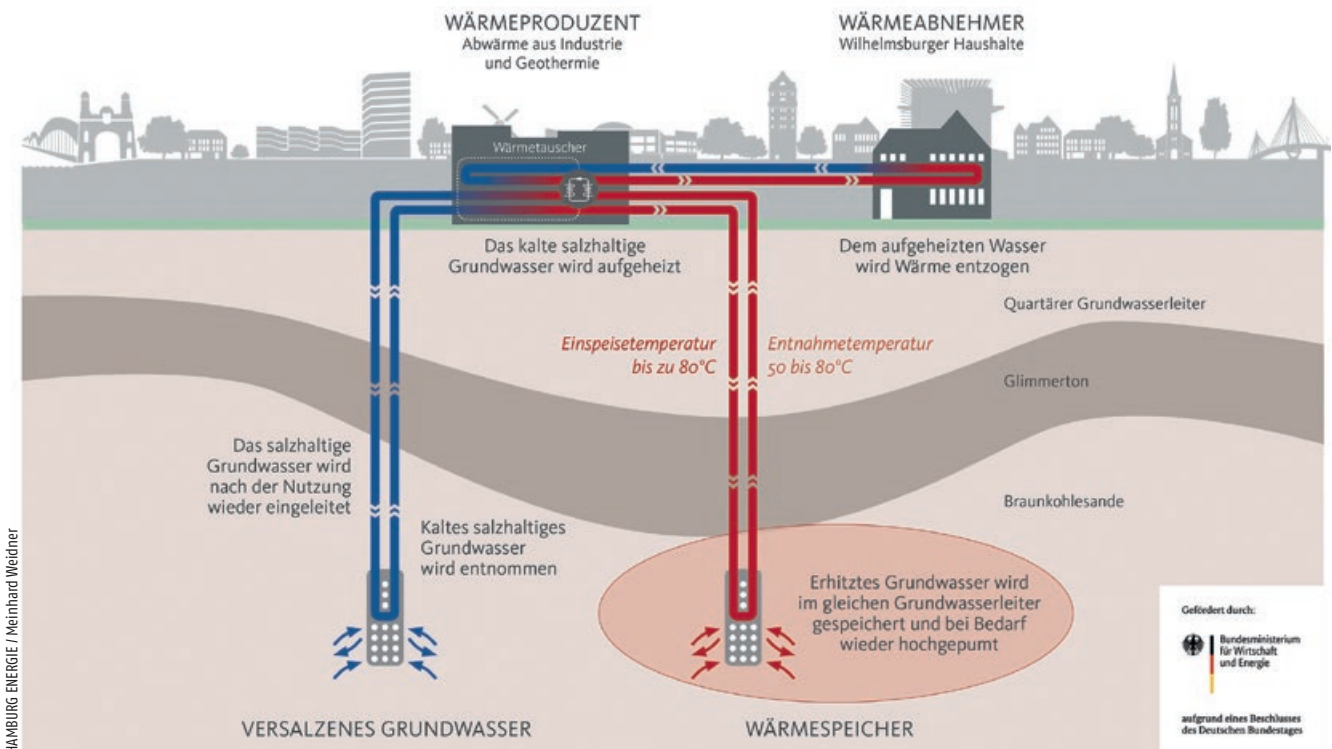 WÄRMEPRODUZENT
Abwärme aus Industrie
und Geothermie
WÄRMEABNEHMER
Wilhelmsburger Haushalte
Wärmetauscher
Das kalte salzhaltige
Grundwasser wird aufgeheizt
Dem aufgeheizten Wasser
wird Wärme entzogen
Quartärer Grundwasserleiter
Einspeisetemperatur
bis zu 80°C
Entnahmetemperatur
50 bis 80°C
Glimmerton
Das salzhaltige
Grundwasser wird
nach der Nutzung
wieder eingeleitet
Braunkohlesande
Kaltes salzhaltiges
Grundwasser
wird entnommen
Erhitztes Grundwasser wird
im gleichen Grundwasserleiter
gespeichert und bei Bedarf
wieder hochgepumpt
VERSALZENES GRUNDWASSER
WÄRMESPEICHER
Gefördert durch:
Bundesministerium
für Wirtschaft
und Energie
aufgrund eines Beschlusses
des Deutschen Bundestages
HAMBURG ENERGIE / Meinhard Weidner